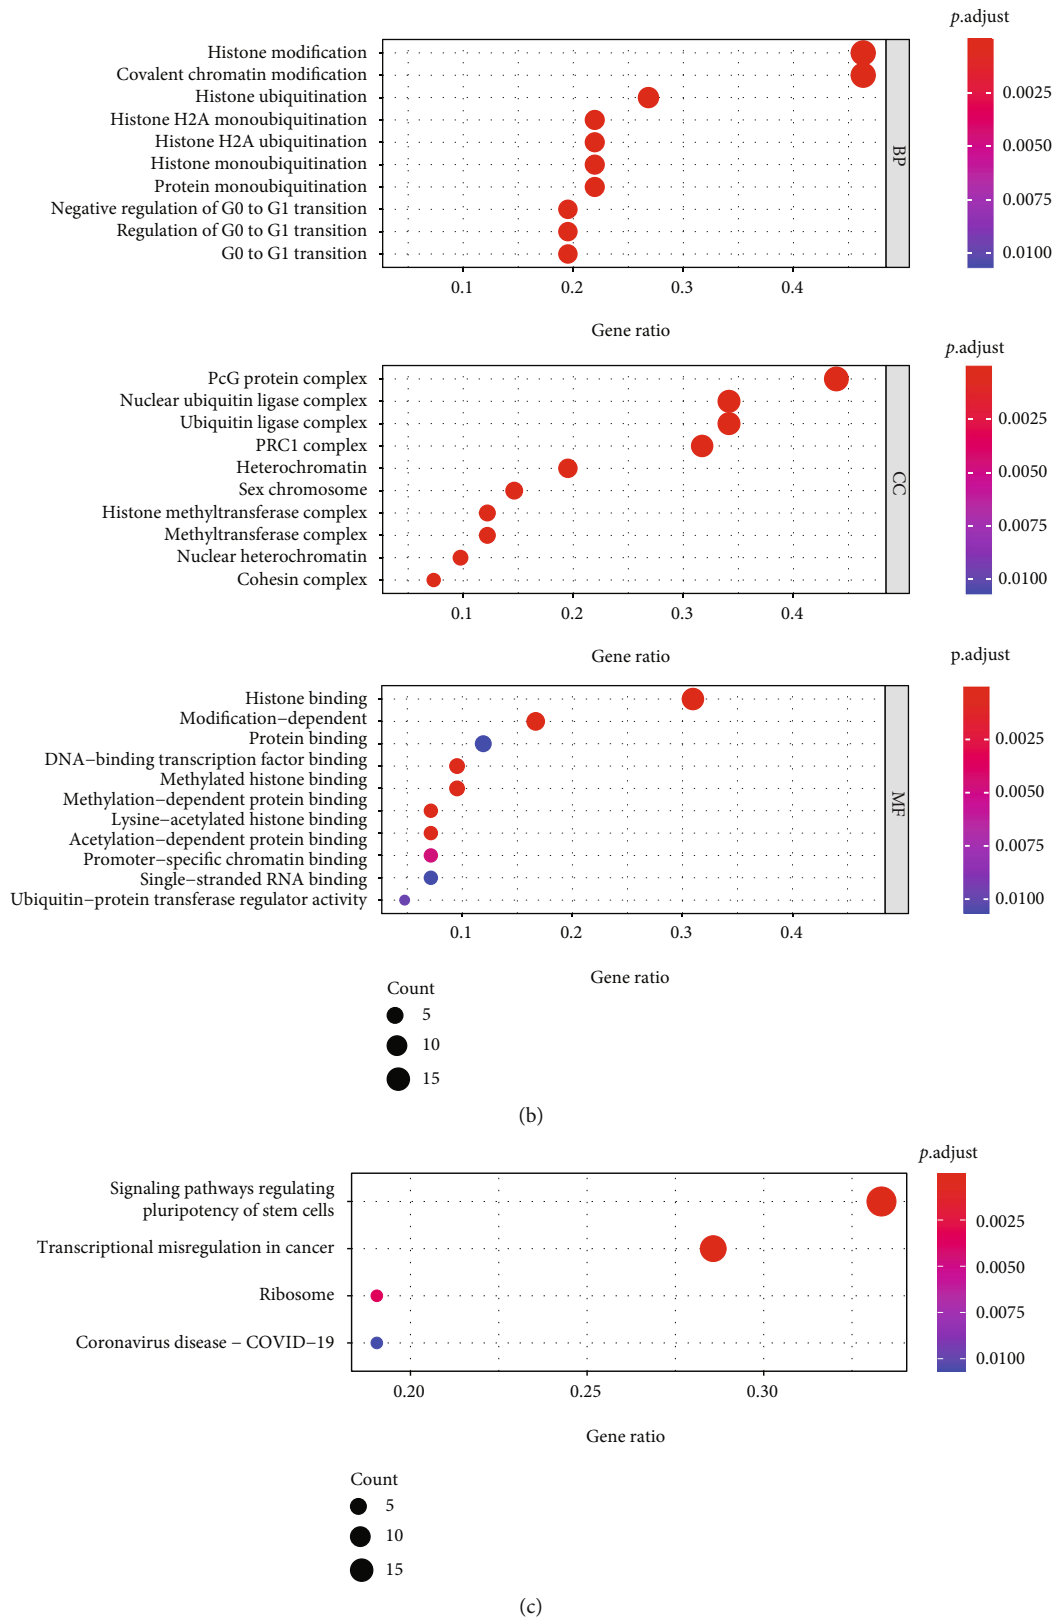 p.adjust
Histone modification
Covalent chromatin modification
Histone ubiquitination
Histone H2A monoubiquitination
Histone H2A ubiquitination
Histone monoubiquitination
Protein monoubiquitination
Negative regulation of G0 to G1 transition
Regulation of G0 to G1 transition
G0 to G1 transition
BP
0.0025
0.0050
0.0075
0.0100
0.1 0.2 0.3 0.4
Gene ratio
p.adjust
PcG protein complex
Nuclear ubiquitin ligase complex
Ubiquitin ligase complex
PRC1 complex
Heterochromatin
Sex chromosome
Histone methyltransferase complex
Methyltransferase complex
Nuclear heterochromatin
Cohesin complex
CC
0.0025
0.0050
0.0075
0.0100
0.1 0.2 0.3 0.4
Gene ratio
p.adjust
Histone binding
Modification−dependent
Protein binding
DNA−binding transcription factor binding
Methylated histone binding
Methylation−dependent protein binding
Lysine−acetylated histone binding
Acetylation−dependent protein binding
Promoter−specific chromatin binding
Single−stranded RNA binding
Ubiquitin−protein transferase regulator activity
MF
0.0025
0.0050
0.0075
0.0100
0.1 0.2 0.3 0.4
Gene ratio
Count
5
10
15
(b)
p.adjust
Signaling pathways regulating
pluripotency of stem cells
Transcriptional misregulation in cancer
Ribosome
Coronavirus disease − COVID−19
0.0025
0.0050
0.0075
0.0100
0.20 0.25 0.30
Gene ratio
Count
5
10
15
(c)